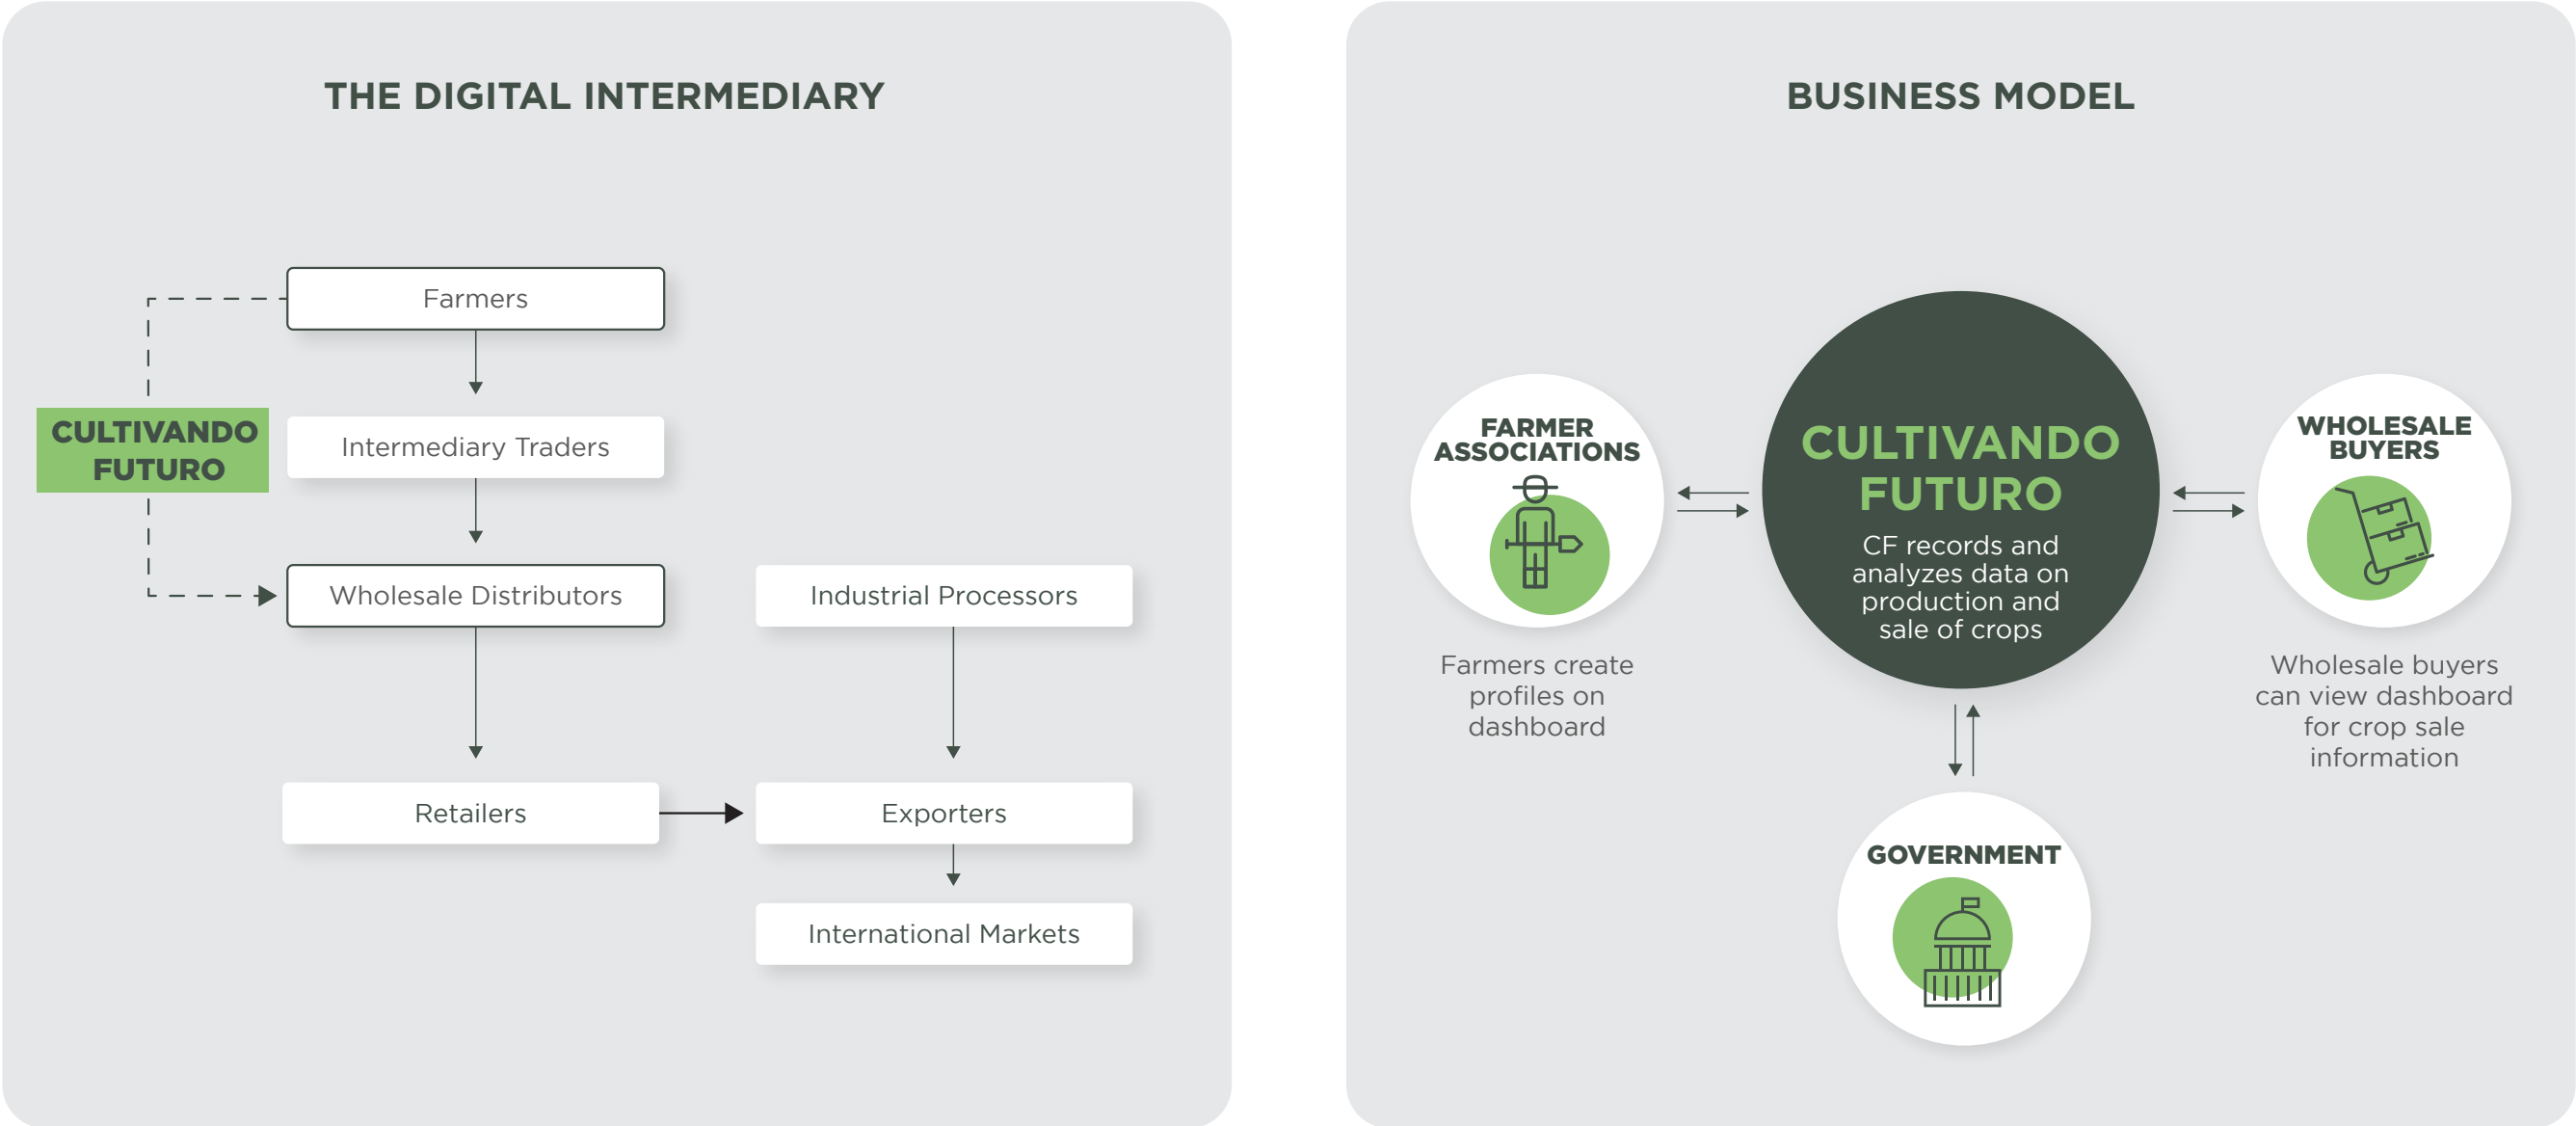 THE DIGITAL INTERMEDIARY
Farmers
CULTIVANDO
FUTURO
Intermediary Traders
Wholesale Distributors
Industrial Processors
Retailers
Exporters
International Markets
BUSINESS MODEL
FARMER
ASSOCIATIONS
Farmers create
profiles on
dashboard
CULTIVANDO
FUTURO
CF records and
analyzes data on
production and
sale of crops
WHOLESALE
BUYERS
Wholesale buyers
can view dashboard
for crop sale
information
GOVERNMENT